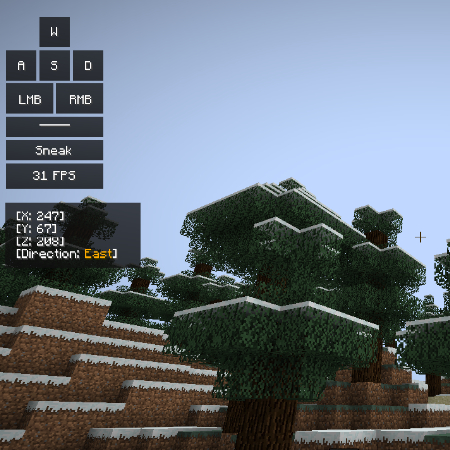 W
A S D
LMB RMB
Sneak
31 FPS
[X: 247]
[Y: 67]
[Z: 208]
[Direction: East]